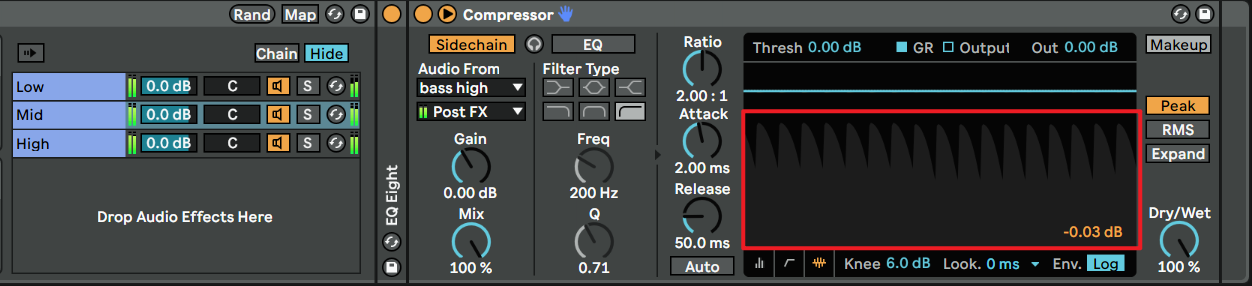 Rand Map
Compressor
Chain Hide
Low 0.0 dB C S
Mid 0.0 dB C S
High 0.0 dB C S
Drop Audio Effects Here
EQ Eight
Sidechain EQ
Audio From
bass high
Post FX
Gain
0.00 dB
Mix
100 %
Filter Type
Freq
200 Hz
Q
0.71
Ratio
2.00 : 1
Attack
2.00 ms
Release
50.0 ms
Auto
Thresh 0.00 dB GR Output Out 0.00 dB
-0.03 dB
Knee 6.0 dB Look. 0 ms Env. Log
Makeup
Peak
RMS
Expand
Dry/Wet
100 %